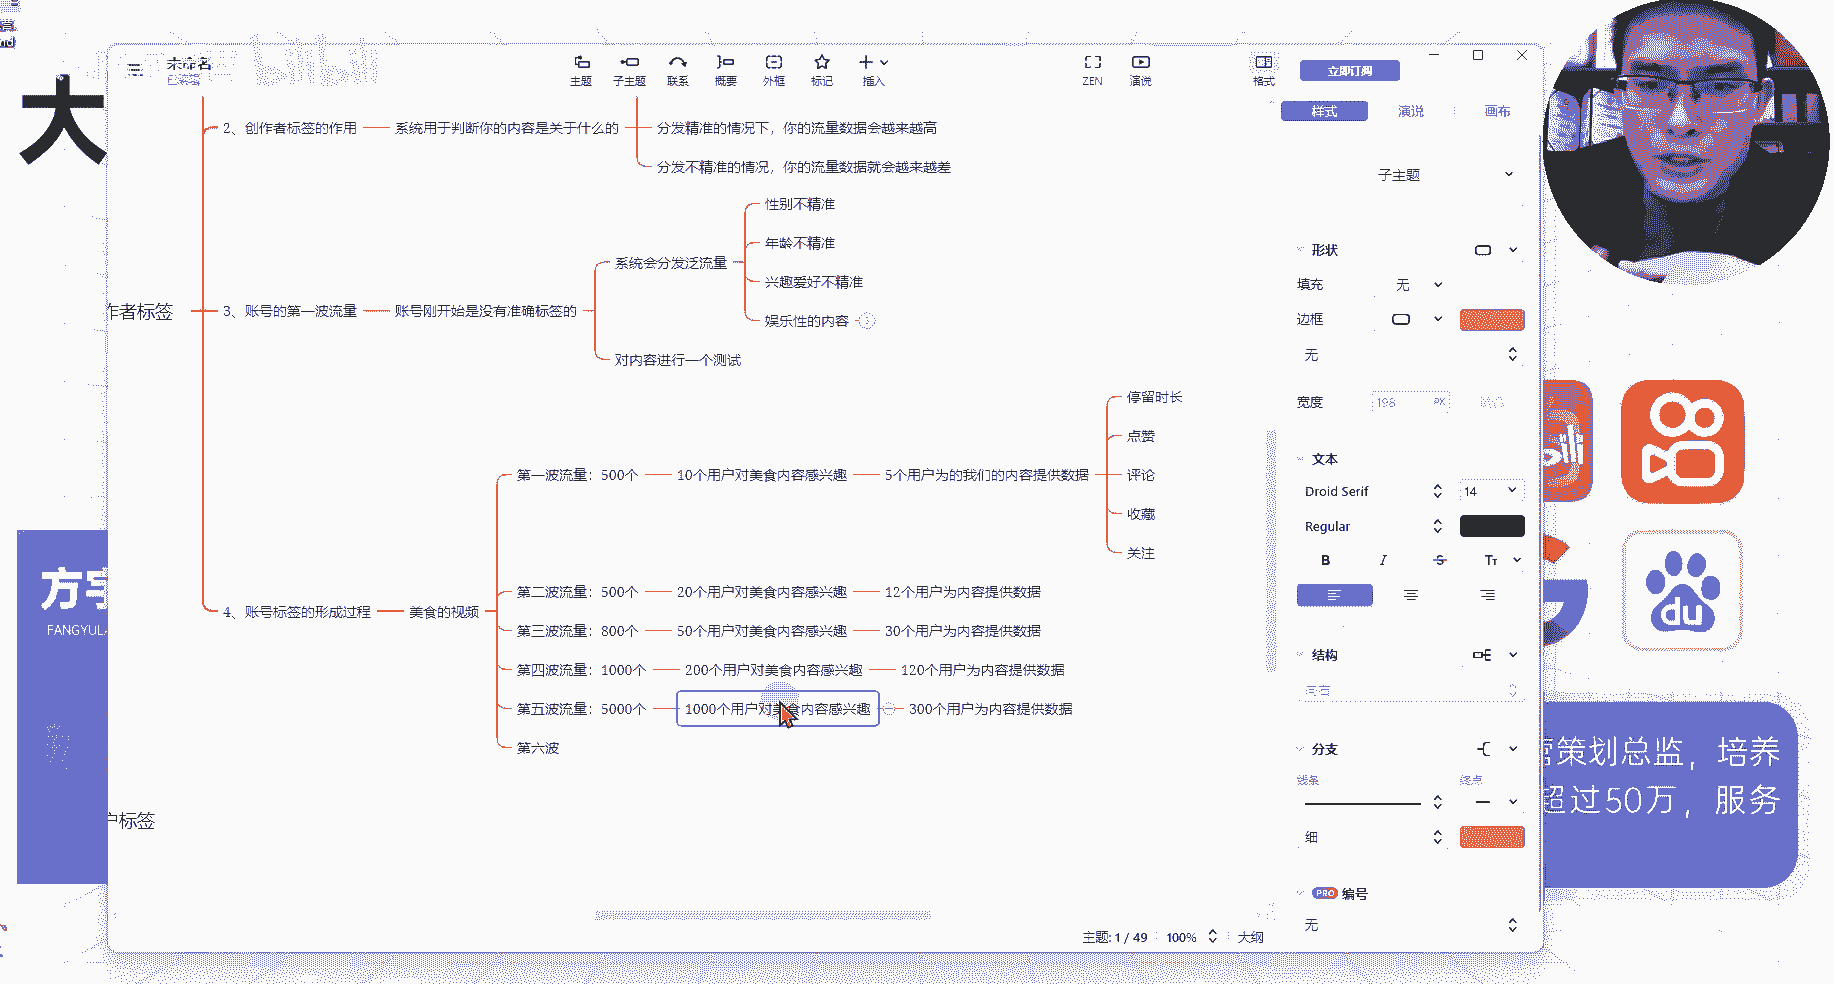 大
未命名
主题 子主题 联系 概要 外框 标记 插入
ZEN 演说
格式
立即订阅
样式 演说 画布
2、创作者标签的作用
系统用于判断你的内容是关于什么的
分发精准的情况下，你的流量数据会越来越高
分发不精准的情况，你的流量数据就会越来越差
作者标签
3、账号的第一波流量
账号刚开始是没有准确标签的
系统会分发泛流量
性别不精准
年龄不精准
兴趣爱好不精准
娱乐性的内容
对内容进行一个测试
4、账号标签的形成过程
美食的视频
第一波流量：500个
10个用户对美食内容感兴趣
5个用户为的我们的内容提供数据
停留时长
点赞
评论
收藏
关注
第二波流量：500个
20个用户对美食内容感兴趣
12个用户为内容提供数据
第三波流量：800个
50个用户对美食内容感兴趣
30个用户为内容提供数据
第四波流量：1000个
200个用户对美食内容感兴趣
120个用户为内容提供数据
第五波流量：5000个
1000个用户对美食内容感兴趣
300个用户为内容提供数据
第六波
户标签
子主题
形状
填充 无
边框
无
宽度 198 PX
文本
Droid Serif 14
Regular
B I S Tт
结构
分支
线条 终点
细
PRO 编号
无
主题: 1 / 49 100% 大纲
方宇
FANGYU
du
营策划总监，培养
超过50万，服务